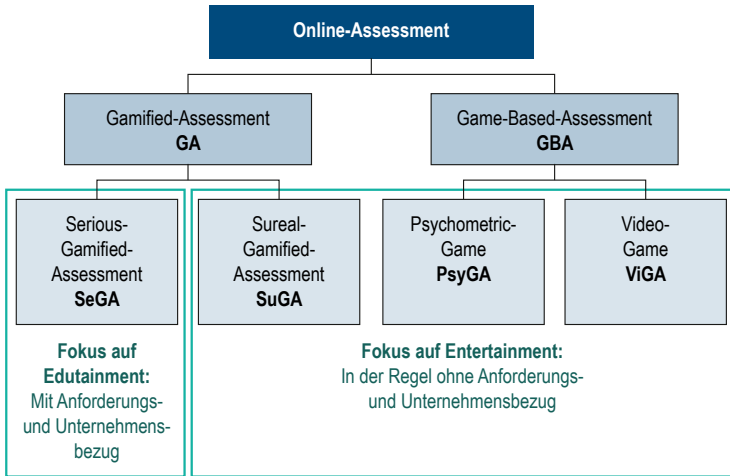 Online-Assessment
Gamified-Assessment
GA
Game-Based-Assessment
GBA
Serious-
Gamified-
Assessment
SeGA
Sureal-
Gamified-
Assessment
SuGA
Psychometric-
Game
PsyGA
Video-
Game
ViGA
Fokus auf
Edutainment:
Mit Anforderungs-
und Unternehmens-
bezug
Fokus auf Entertainment:
In der Regel ohne Anforderungs-
und Unternehmensbezug